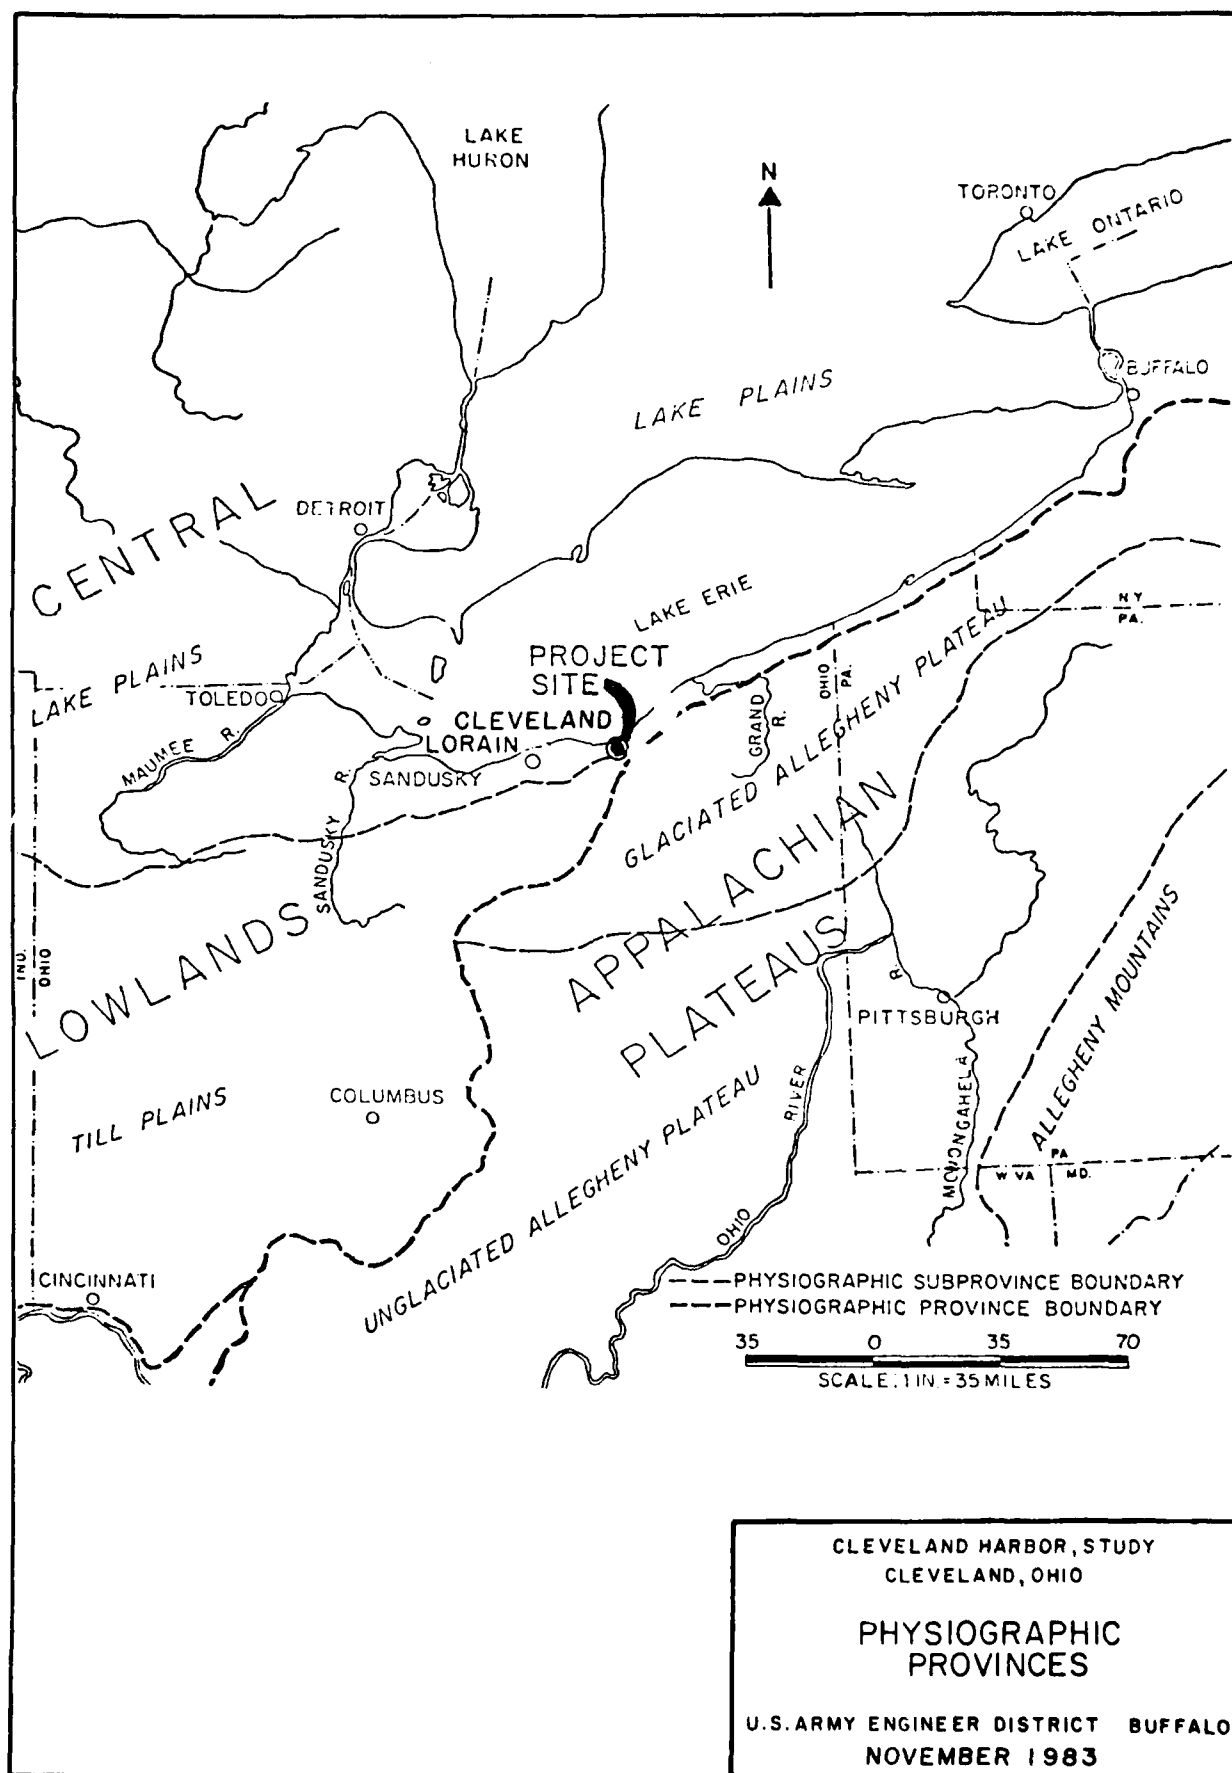 LAKE
HURON
N
TORONTO
LAKE ONTARIO
BUFFALO
LAKE PLAINS
CENTRAL
DETROIT
LAKE ERIE
N Y
PA.
LAKE PLAINS
PROJECT
SITE
OHIO
PA.
TOLEDO
MAUMEE R.
CLEVELAND
LORAIN
GRAND
R.
SANDUSKY
SANDUSKY R.
GLACIATED ALLEGHENY PLATEAU
LOWLANDS
APPALACHIAN
PLATEAUS
IND.
OHIO
R.
PITTSBURGH
ALLEGHENY MOUNTAINS
COLUMBUS
TILL PLAINS
UNGLACIATED ALLEGHENY PLATEAU
OHIO RIVER
MONONGAHELA
PA
W VA
MD.
CINCINNATI
PHYSIOGRAPHIC SUBPROVINCE BOUNDARY
PHYSIOGRAPHIC PROVINCE BOUNDARY
35 0 35 70
SCALE: 1 IN. = 35 MILES
CLEVELAND HARBOR, STUDY
CLEVELAND, OHIO
PHYSIOGRAPHIC
PROVINCES
U.S. ARMY ENGINEER DISTRICT BUFFALO
NOVEMBER 1983